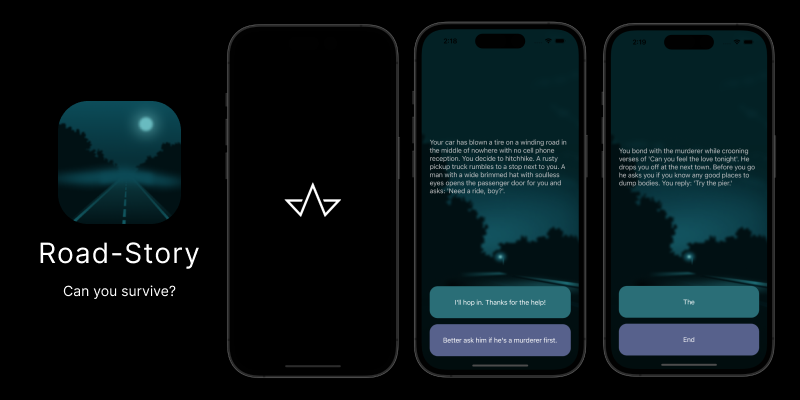 Road-Story
Can you survive?
2:18
Your car has blown a tire on a winding road in
the middle of nowhere with no cell phone
reception. You decide to hitchhike. A rusty
pickup truck rumbles to a stop next to you. A
man with a wide brimmed hat with soulless
eyes opens the passenger door for you and
asks: 'Need a ride, boy?'.
I'll hop in. Thanks for the help!
Better ask him if he's a murderer first.
You bond with the murderer while crooning
verses of 'Can you feel the love tonight'. He
drops you off at the next town. Before you go
he asks you if you know any good places to
dump bodies. You reply: 'Try the pier.'
The
End